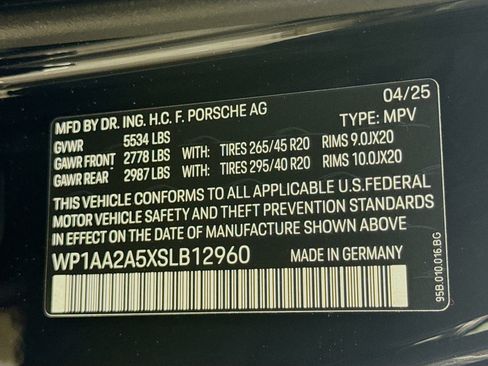 04/25
MFD BY DR. ING. H.C. F. PORSCHE AG TYPE: MPV
GVWR 5534 LBS
GAWR FRONT 2778 LBS WITH: TIRES 265/45 R20 RIMS 9.0JX20
GAWR REAR 2987 LBS WITH: TIRES 295/40 R20 RIMS 10.0JX20
THIS VEHICLE CONFORMS TO ALL APPLICABLE U.S.FEDERAL
MOTOR VEHICLE SAFETY AND THEFT PREVENTION STANDARDS
IN EFFECT ON THE DATE OF MANUFACTURE SHOWN ABOVE
WP1AA2A5XSLB12960
95B.010.016.BG